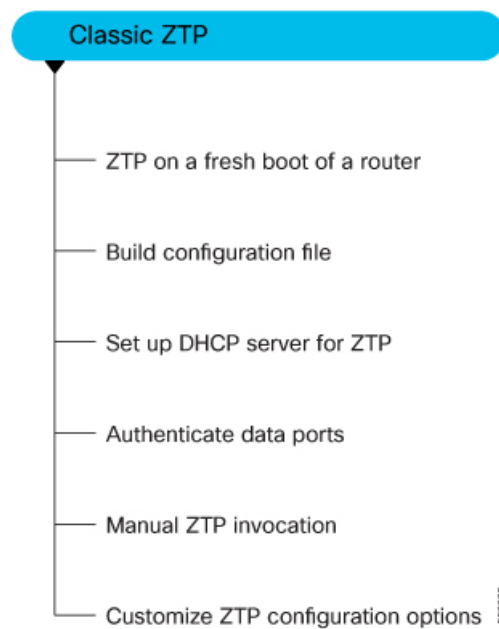 Classic ZTP
ZTP on a fresh boot of a router
Build configuration file
Set up DHCP server for ZTP
Authenticate data ports
Manual ZTP invocation
Customize ZTP configuration options